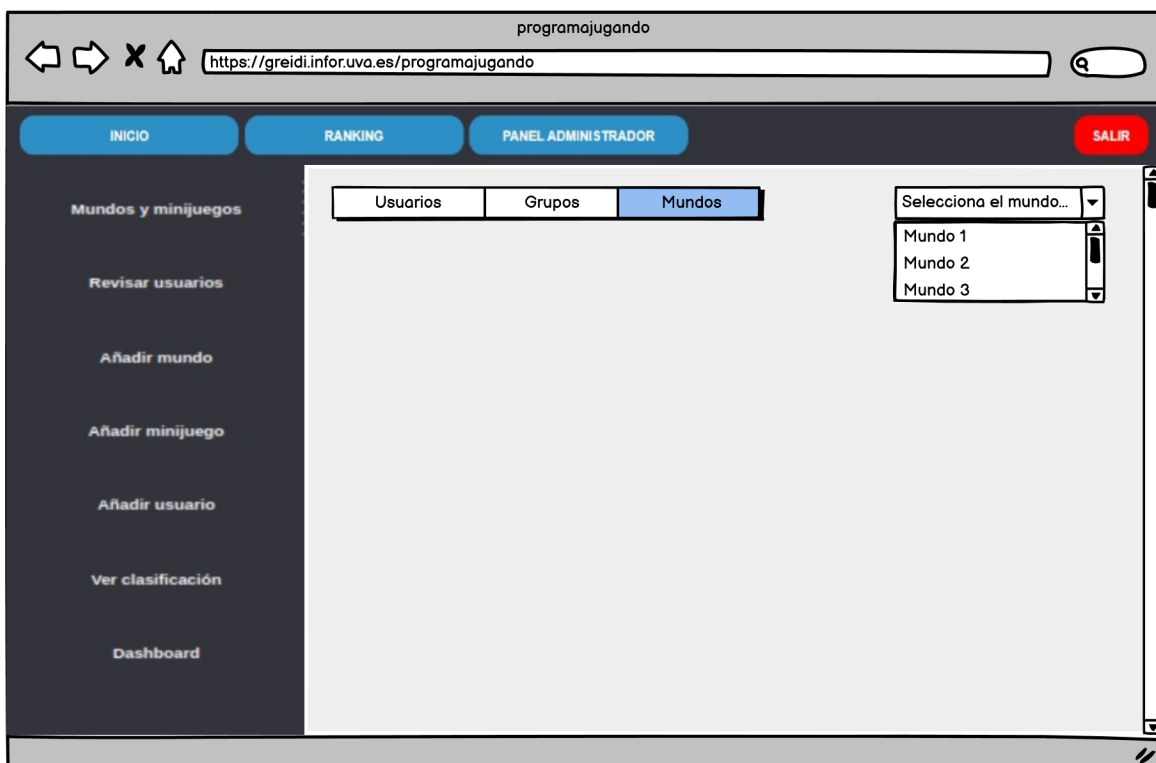 programajugando
https://greidi.infor.uva.es/programajugando
INICIO RANKING PANEL ADMINISTRADOR SALIR
Mundos y minijuegos
Revisar usuarios
Añadir mundo
Añadir minijuego
Añadir usuario
Ver clasificación
Dashboard
Usuarios Grupos Mundos
Selecciona el mundo...
Mundo 1
Mundo 2
Mundo 3